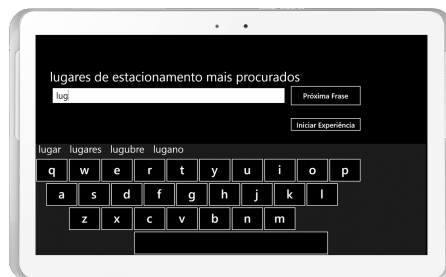 lugares de estacionamento mais procurados
lug
Próxima Frase
Iniciar Experiência
lugar lugares lugubre lugano
q w e r t y u i o p
a s d f g h j k l
z x c v b n m